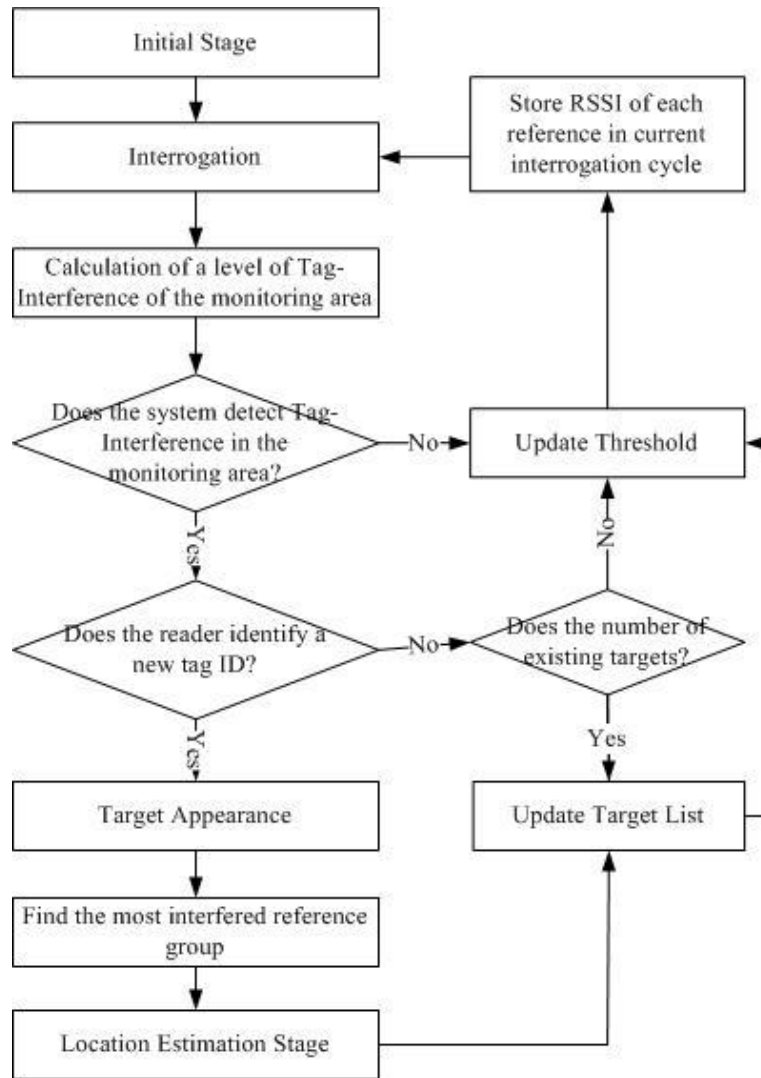 Initial Stage
Store RSSI of each
reference in current
interrogation cycle
Interrogation
Calculation of a level of Tag-
Interference of the monitoring area
Does the system detect Tag-
Interference in the
monitoring area?
No
Update Threshold
Yes
No
Does the reader identify a
new tag ID?
No
Does the number of
existing targets?
Yes
Yes
Target Appearance
Update Target List
Find the most interfered reference
group
Location Estimation Stage